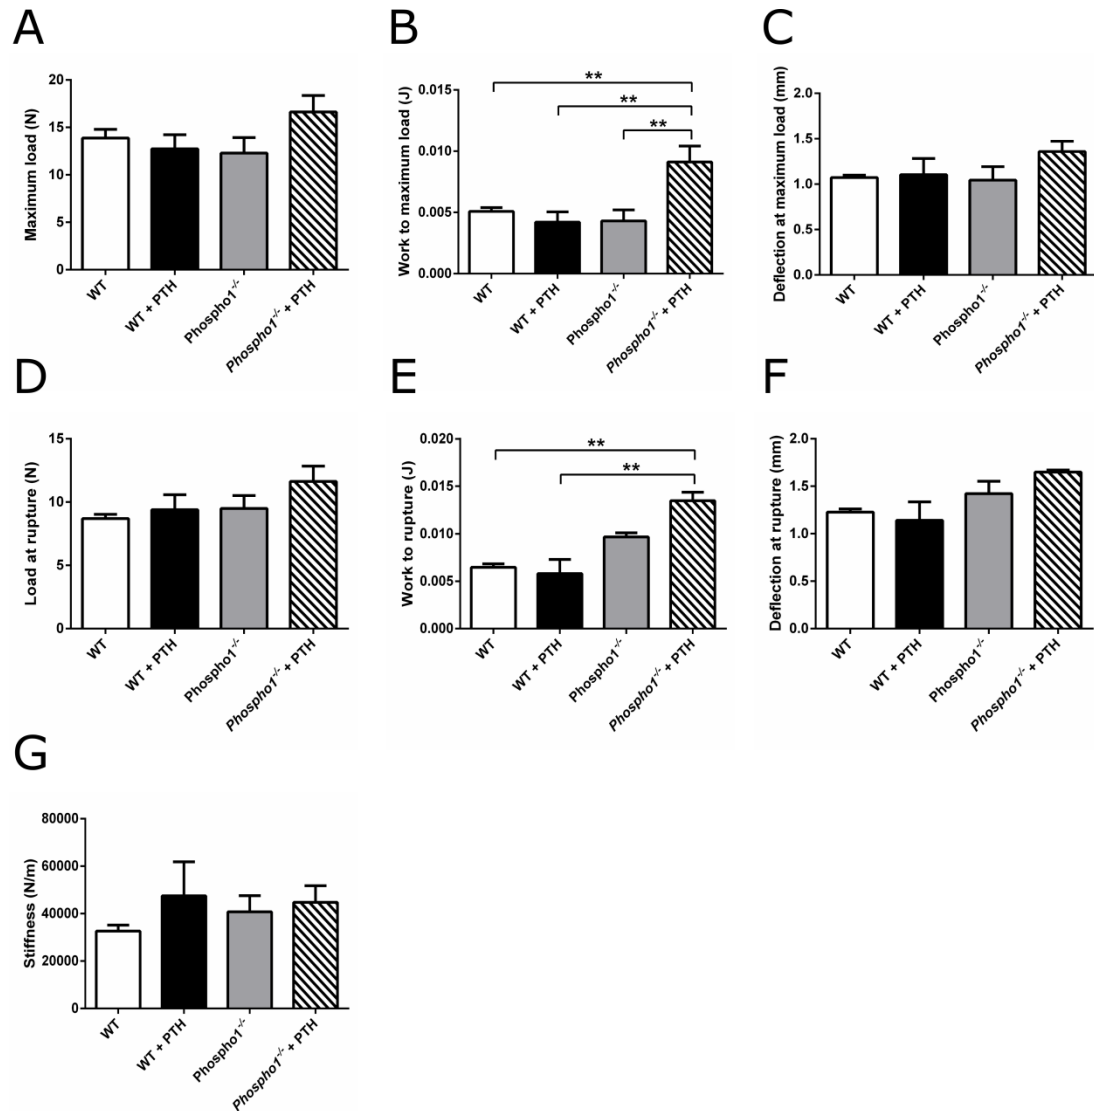 A
B
C
Maximum load (N)
20
15
10
5
0
WT
WT + PTH
Phospho1-/-
Phospho1-/- + PTH
Work to maximum load (J)
0.015
0.010
0.005
0.000
**
**
**
WT
WT + PTH
Phospho1-/-
Phospho1-/- + PTH
Deflection at maximum load (mm)
2.0
1.5
1.0
0.5
0.0
WT
WT + PTH
Phospho1-/-
Phospho1-/- + PTH
D
E
F
Load at rupture (N)
15
10
5
0
WT
WT + PTH
Phospho1-/-
Phospho1-/- + PTH
Work to rupture (J)
0.020
0.015
0.010
0.005
0.000
**
**
WT
WT + PTH
Phospho1-/-
Phospho1-/- + PTH
Deflection at rupture (mm)
2.0
1.5
1.0
0.5
0.0
WT
WT + PTH
Phospho1-/-
Phospho1-/- + PTH
G
Stiffness (N/m)
80000
60000
40000
20000
0
WT
WT + PTH
Phospho1-/-
Phospho1-/- + PTH